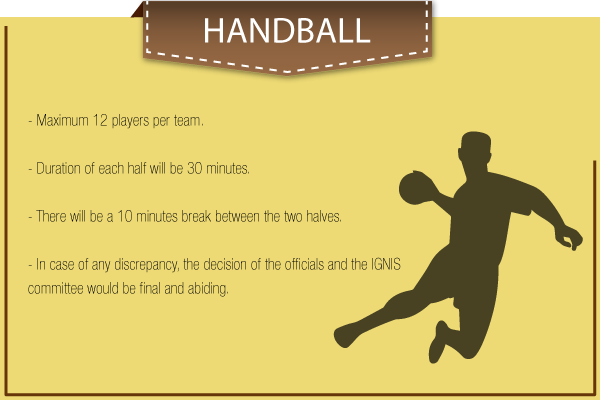 HANDBALL
- Maximum 12 players per team.
- Duration of each half will be 30 minutes.
- There will be a 10 minutes break between the two halves.
- In case of any discrepancy, the decision of the officials and the IGNIS
committee would be final and abiding.